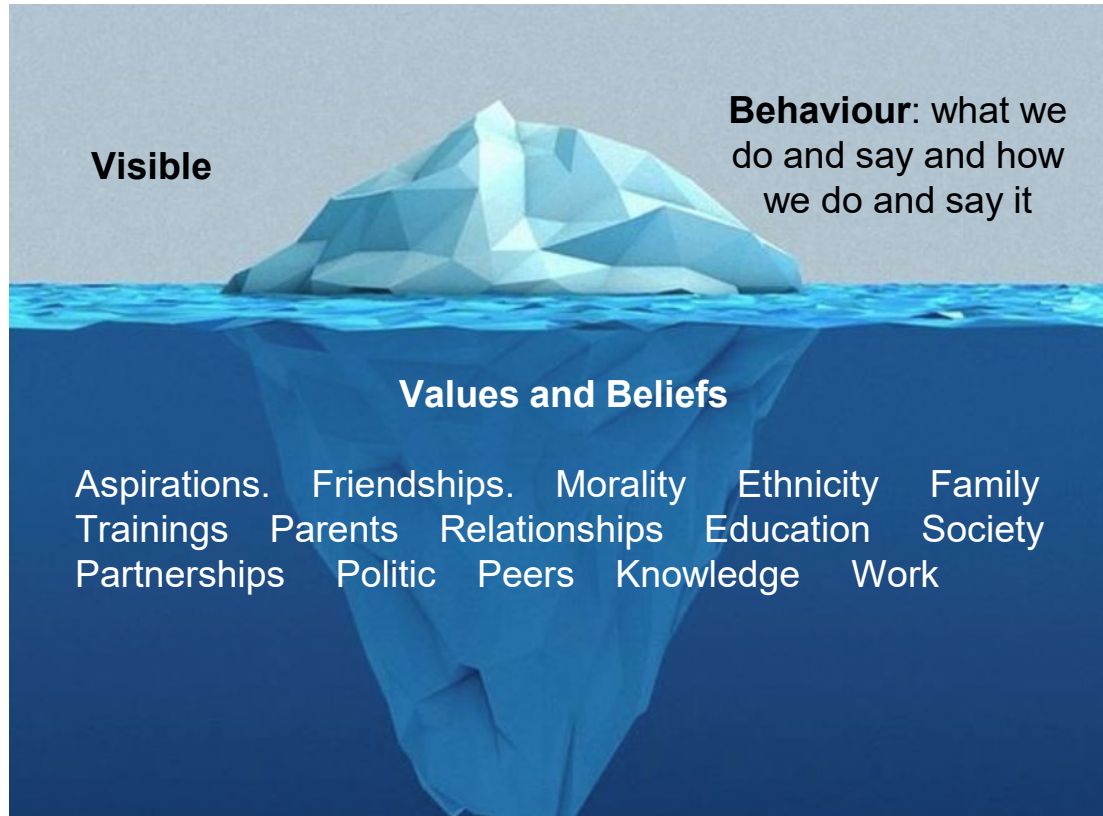 Visible
Behaviour: what we
do and say and how
we do and say it
Values and Beliefs
Aspirations. Friendships. Morality Ethnicity Family
Trainings Parents Relationships Education Society
Partnerships Politic Peers Knowledge Work